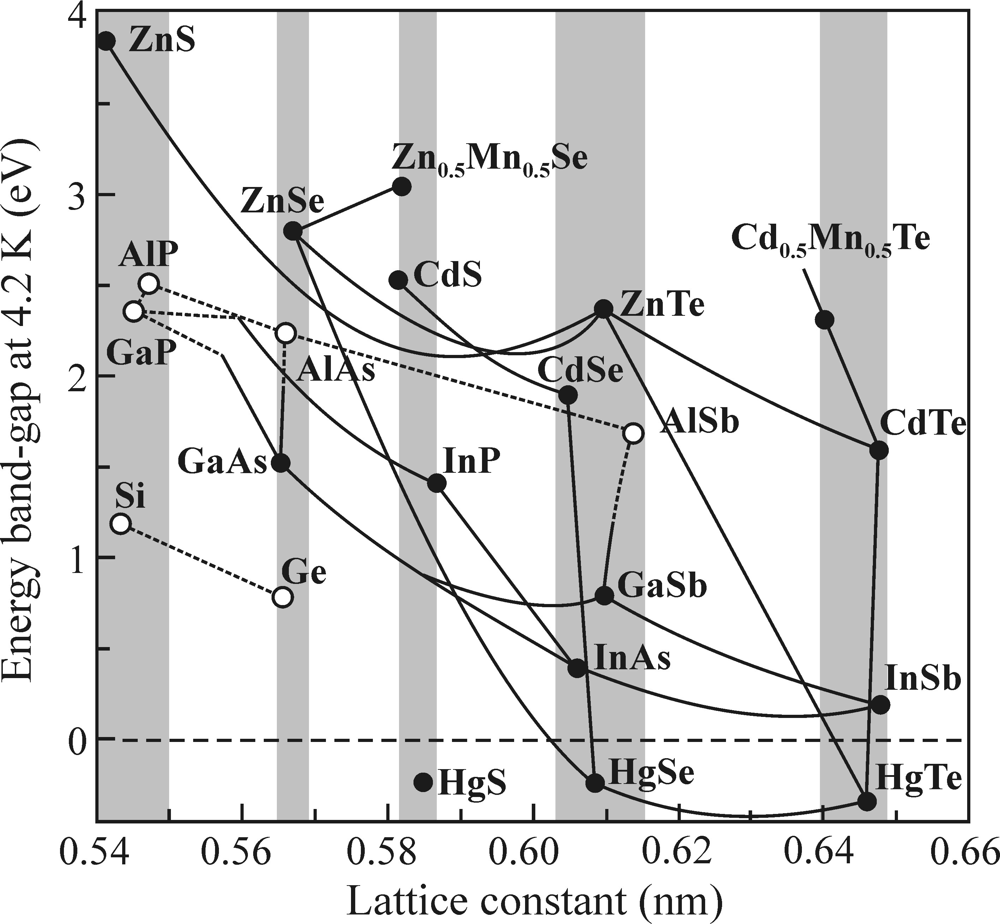 Energy band-gap at 4.2 K (eV)
4
3
2
1
0
ZnS
Zn₀.₅Mn₀.₅Se
ZnSe
Cd₀.₅Mn₀.₅Te
AlP
CdS
ZnTe
GaP
AlAs
CdSe
AlSb
CdTe
GaAs
InP
Si
Ge
GaSb
InAs
InSb
HgS
HgSe
HgTe
0.54 0.56 0.58 0.60 0.62 0.64 0.66
Lattice constant (nm)